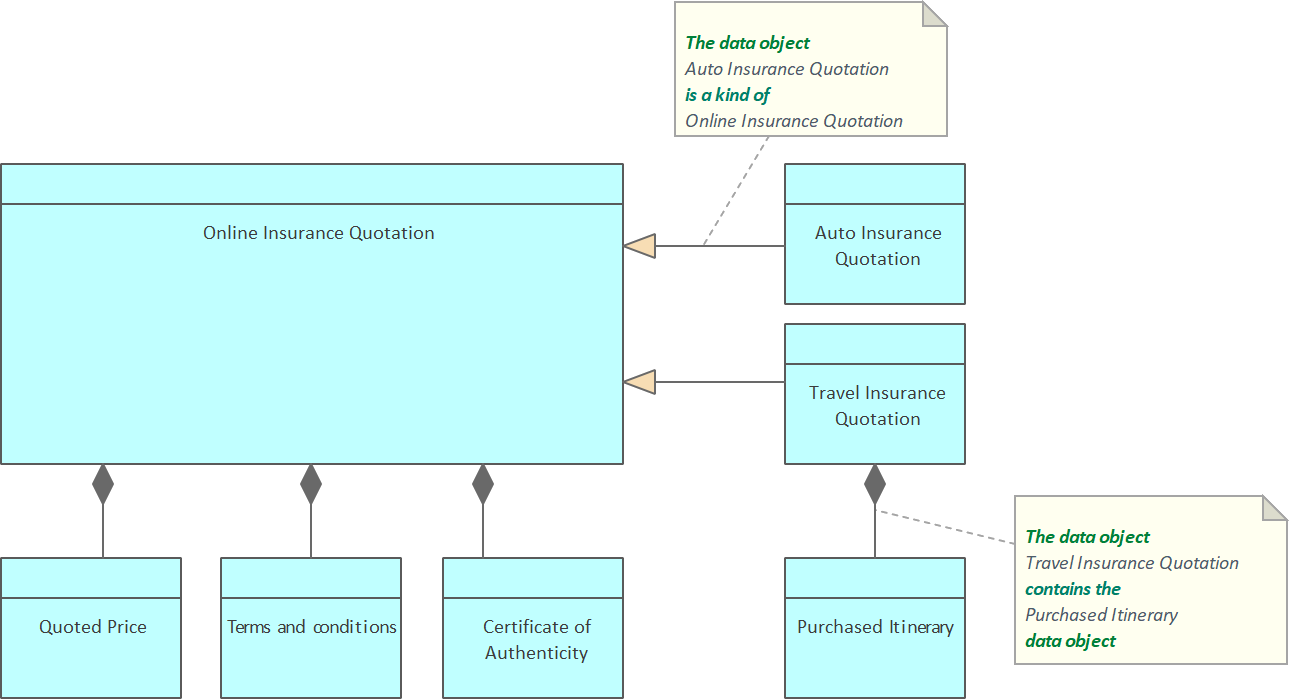 The data object
Auto Insurance Quotation
is a kind of
Online Insurance Quotation
Online Insurance Quotation
Auto Insurance
Quotation
Travel Insurance
Quotation
The data object
Travel Insurance Quotation
contains the
Purchased Itinerary
data object
Quoted Price
Terms and conditions
Certificate of
Authenticity
Purchased Itinerary